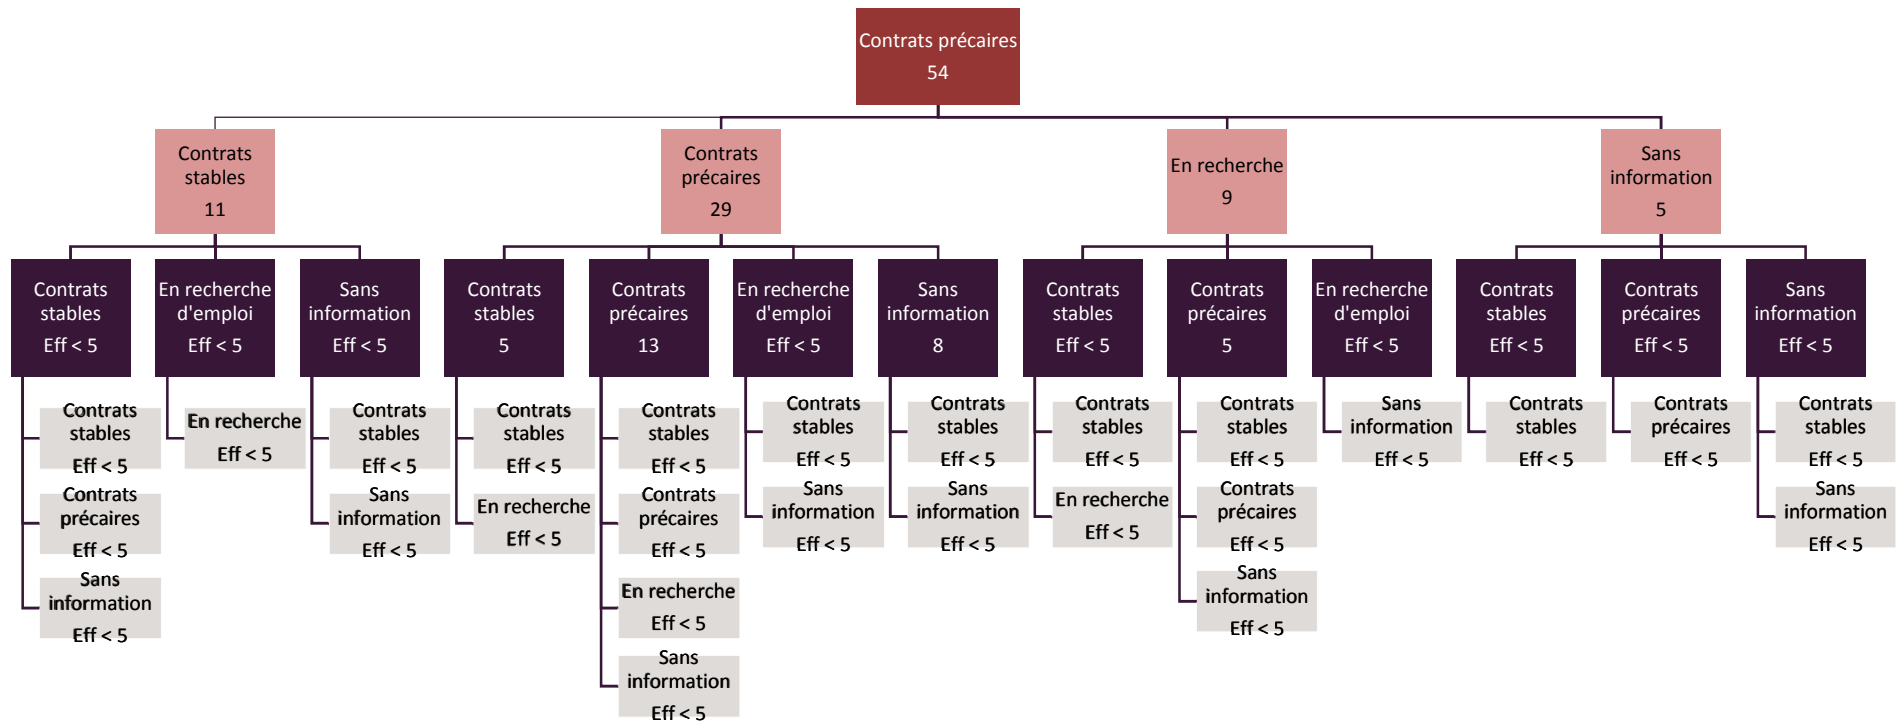 Contrats précaires
54
Contrats
stables
11
Contrats
précaires
29
En recherche
9
Sans
information
5
Contrats
stables
Eff < 5
En recherche
d'emploi
Eff < 5
Sans
information
Eff < 5
Contrats
stables
5
Contrats
précaires
13
En recherche
d'emploi
Eff < 5
Sans
information
8
Contrats
stables
Eff < 5
Contrats
précaires
5
En recherche
d'emploi
Eff < 5
Contrats
stables
Eff < 5
Contrats
précaires
Eff < 5
Sans
information
Eff < 5
Contrats
stables
Eff < 5
Contrats
précaires
Eff < 5
Sans
information
Eff < 5
En recherche
Eff < 5
Contrats
stables
Eff < 5
Sans
information
Eff < 5
Contrats
stables
Eff < 5
En recherche
Eff < 5
Contrats
stables
Eff < 5
Contrats
précaires
Eff < 5
En recherche
Eff < 5
Sans
information
Eff < 5
Contrats
stables
Eff < 5
Sans
information
Eff < 5
Contrats
stables
Eff < 5
Sans
information
Eff < 5
Contrats
stables
Eff < 5
En recherche
Eff < 5
Contrats
stables
Eff < 5
Contrats
précaires
Eff < 5
Sans
information
Eff < 5
Sans
information
Eff < 5
Contrats
stables
Eff < 5
Contrats
précaires
Eff < 5
Contrats
stables
Eff < 5
Sans
information
Eff < 5